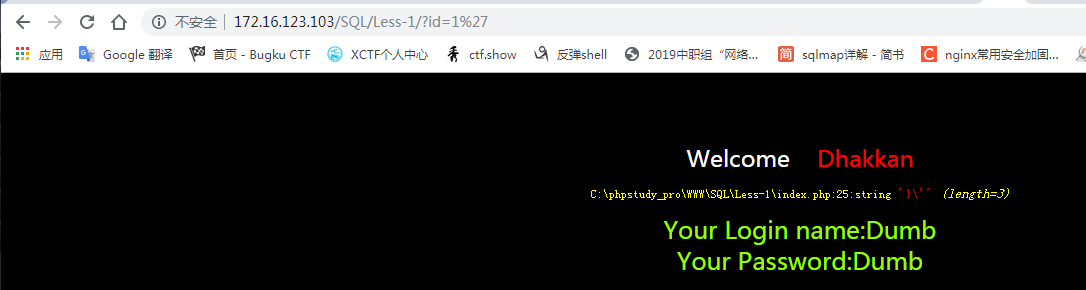 不安全 | 172.16.123.103/SQL/Less-1/?id=1%27
应用 Google 翻译 首页 - Bugku CTF XCTF个人中心 ctf.show 反弹shell 2019中职组“网络... 简 sqlmap详解 - 简书 C nginx常用安全加固...
Welcome Dhakkan
C:\phpstudy_pro\WWW\SQL\Less-1\index.php:25:string '1\'' (length=3)
Your Login name:Dumb
Your Password:Dumb